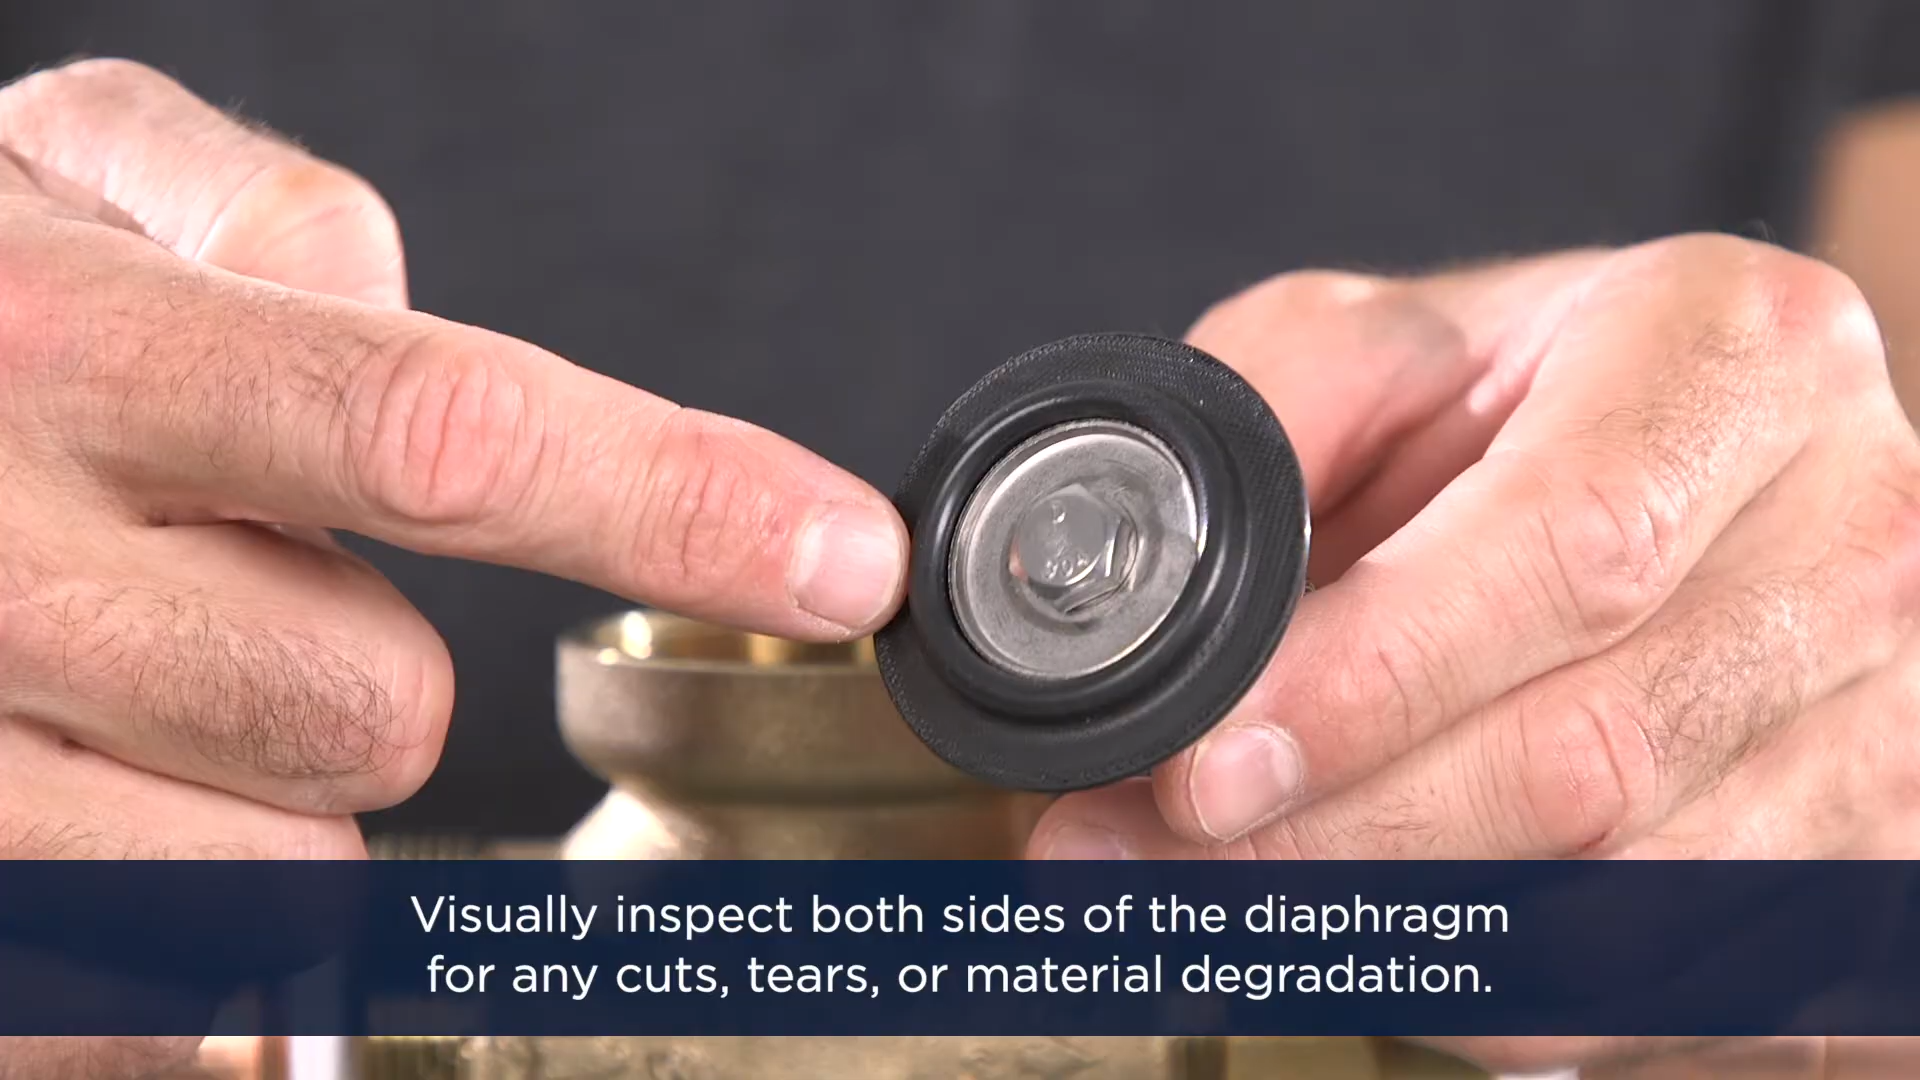 Visually inspect both sides of the diaphragm
for any cuts, tears, or material degradation.